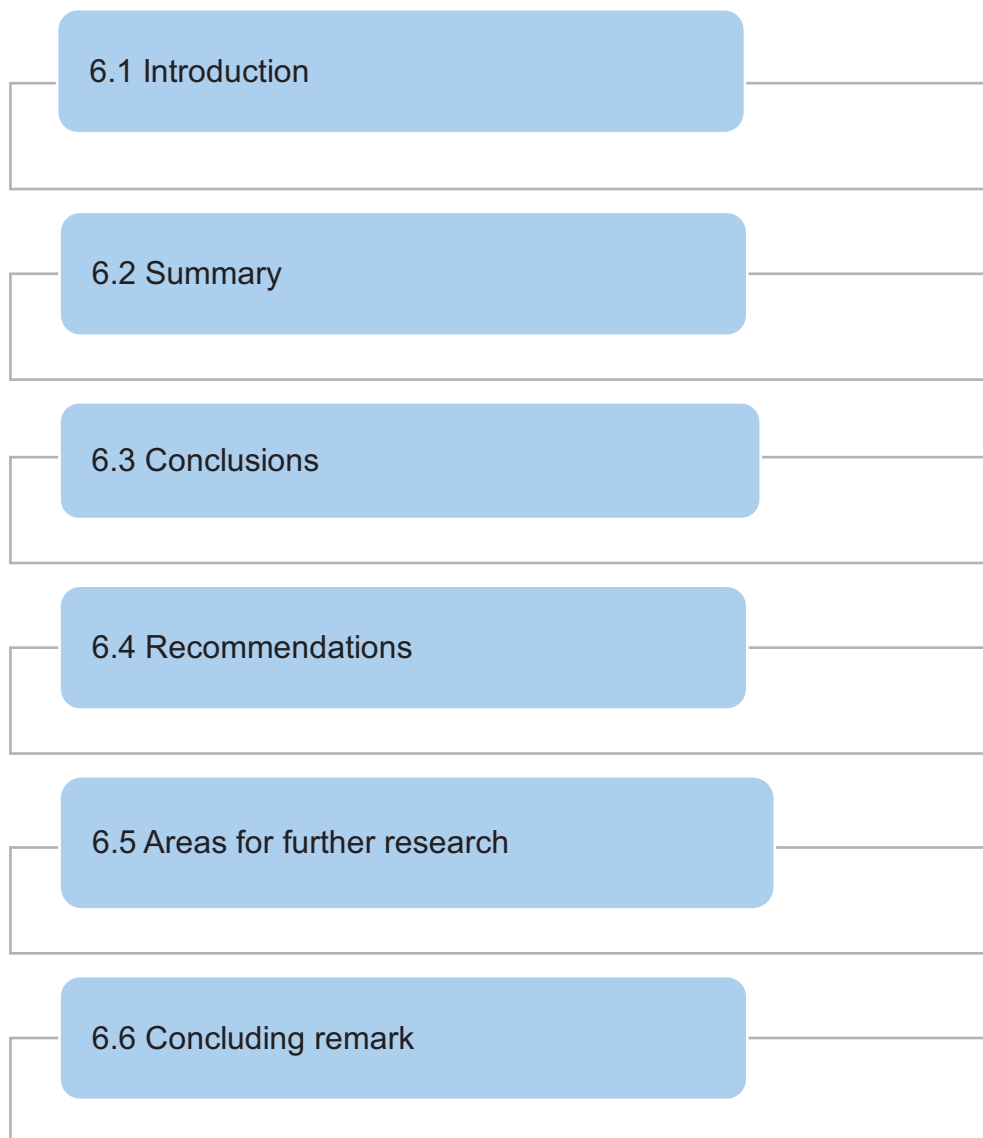 6.1 Introduction
6.2 Summary
6.3 Conclusions
6.4 Recommendations
6.5 Areas for further research
6.6 Concluding remark